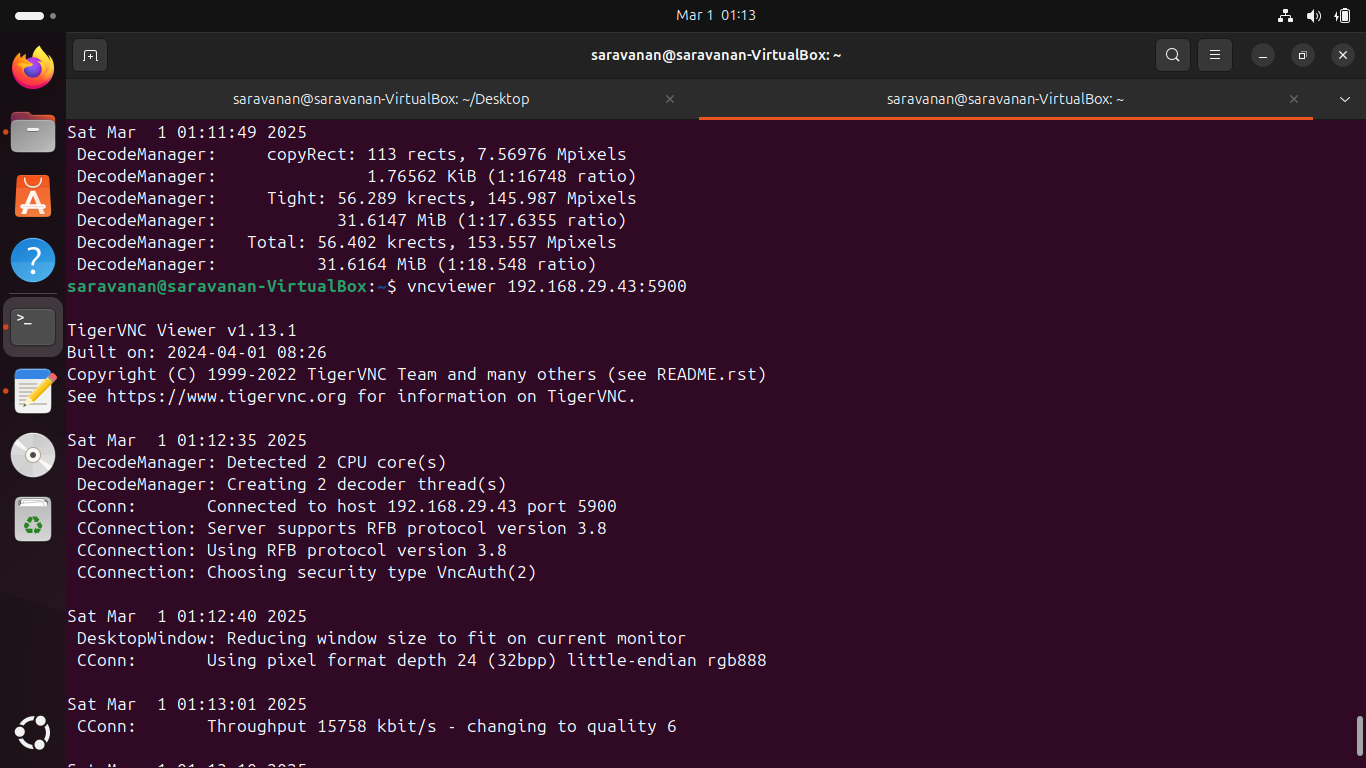 Mar 1 01:13
saravanan@saravanan-VirtualBox: ~
saravanan@saravanan-VirtualBox: ~/Desktop
saravanan@saravanan-VirtualBox: ~
Sat Mar  1 01:11:49 2025
 DecodeManager:     copyRect: 113 rects, 7.56976 Mpixels
 DecodeManager:               1.76562 KiB (1:16748 ratio)
 DecodeManager:     Tight: 56.289 krects, 145.987 Mpixels
 DecodeManager:            31.6147 MiB (1:17.6355 ratio)
 DecodeManager:   Total: 56.402 krects, 153.557 Mpixels
 DecodeManager:          31.6164 MiB (1:18.548 ratio)
saravanan@saravanan-VirtualBox:~$ vncviewer 192.168.29.43:5900
TigerVNC Viewer v1.13.1
Built on: 2024-04-01 08:26
Copyright (C) 1999-2022 TigerVNC Team and many others (see README.rst)
See https://www.tigervnc.org for information on TigerVNC.
Sat Mar  1 01:12:35 2025
 DecodeManager: Detected 2 CPU core(s)
 DecodeManager: Creating 2 decoder thread(s)
 CConn:       Connected to host 192.168.29.43 port 5900
 CConnection: Server supports RFB protocol version 3.8
 CConnection: Using RFB protocol version 3.8
 CConnection: Choosing security type VncAuth(2)
Sat Mar  1 01:12:40 2025
 DesktopWindow: Reducing window size to fit on current monitor
 CConn:       Using pixel format depth 24 (32bpp) little-endian rgb888
Sat Mar  1 01:13:01 2025
 CConn:       Throughput 15758 kbit/s - changing to quality 6